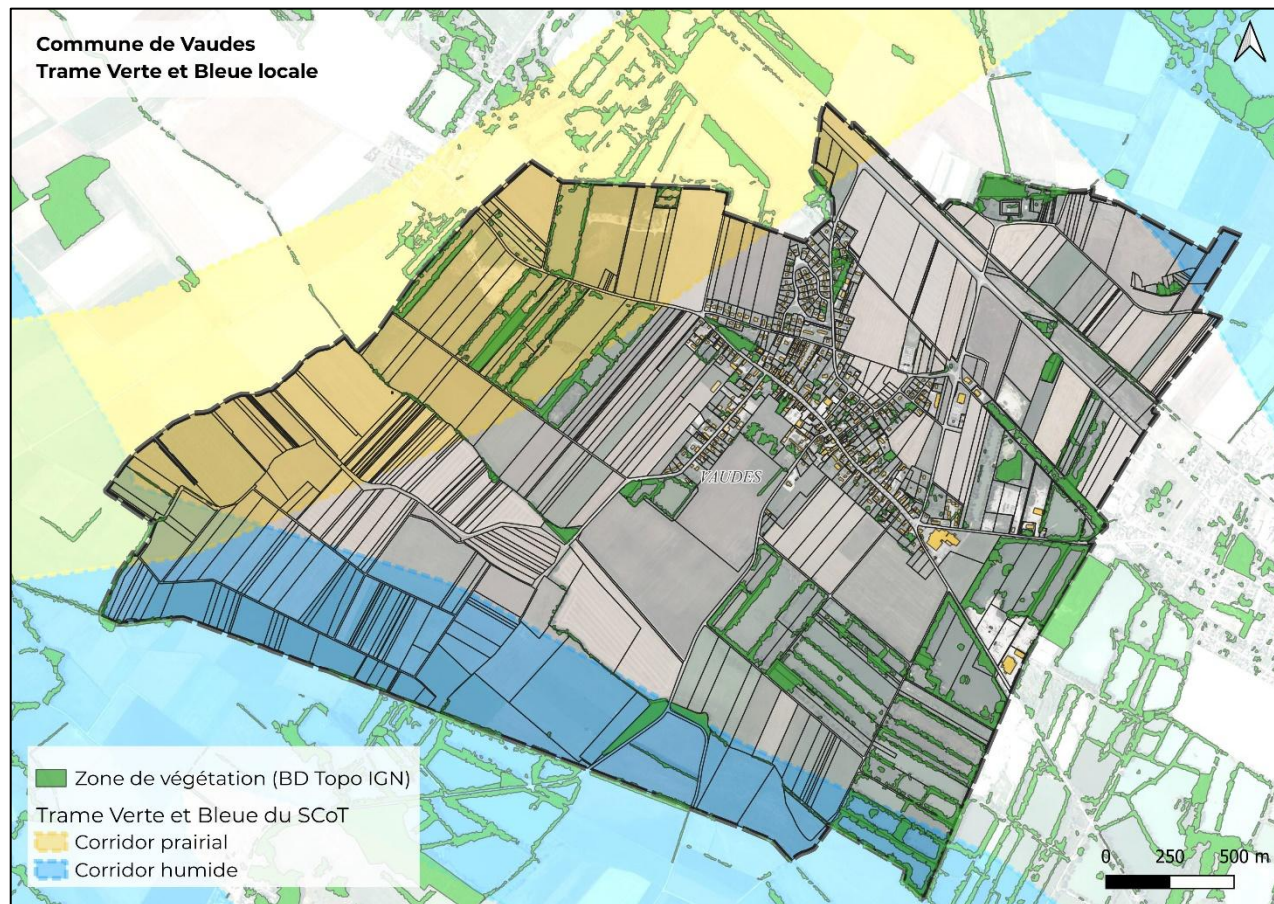 Commune de Vaudes
Trame Verte et Bleue locale
VAUDES
Zone de végétation (BD Topo IGN)
Trame Verte et Bleue du SCoT
Corridor prairial
Corridor humide
0 250 500 m